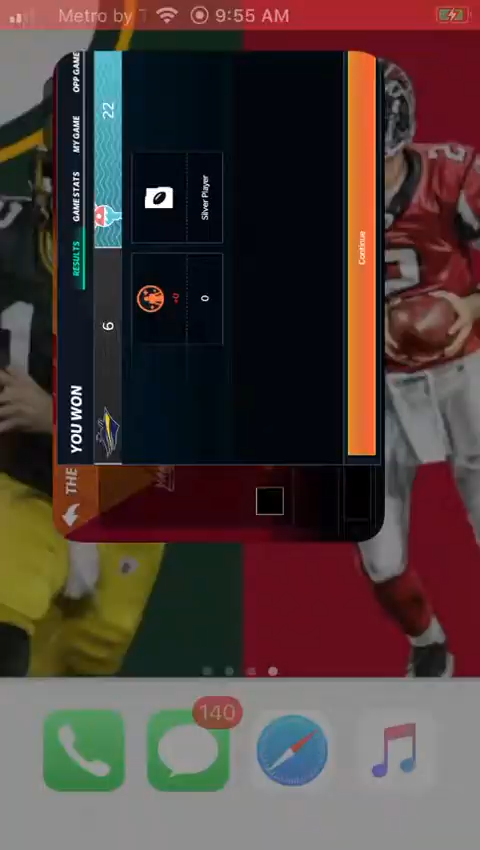 Metro by T 9:55 AM
YOU WON
RESULTS GAME STATS MY GAME OPP GAME
6 22
+0
0
Silver Player
Continue
THE
140